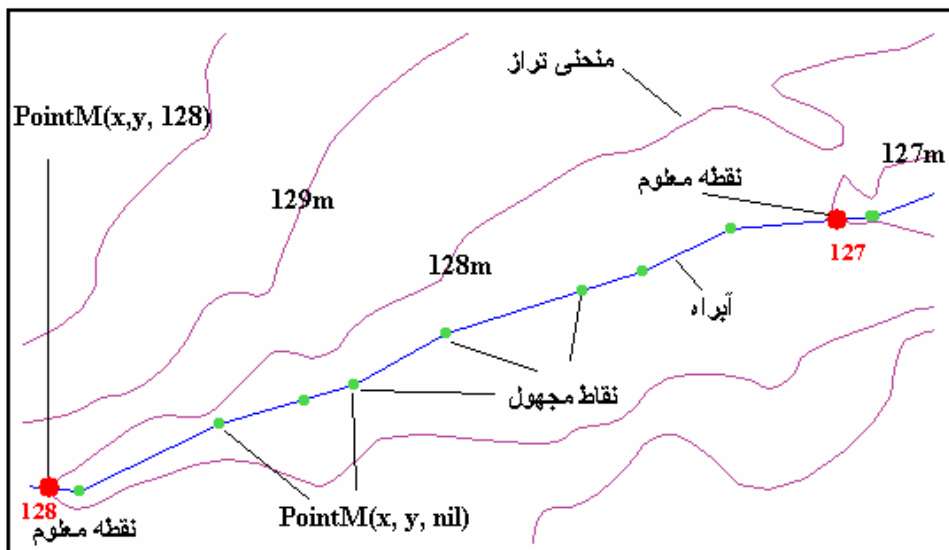 منحنی تراز
PointM(x,y, 128)
127m
نقطه معلوم
129m
127
128m
آبراه
نقاط مجهول
PointM(x, y, nil)
128
نقطه معلوم